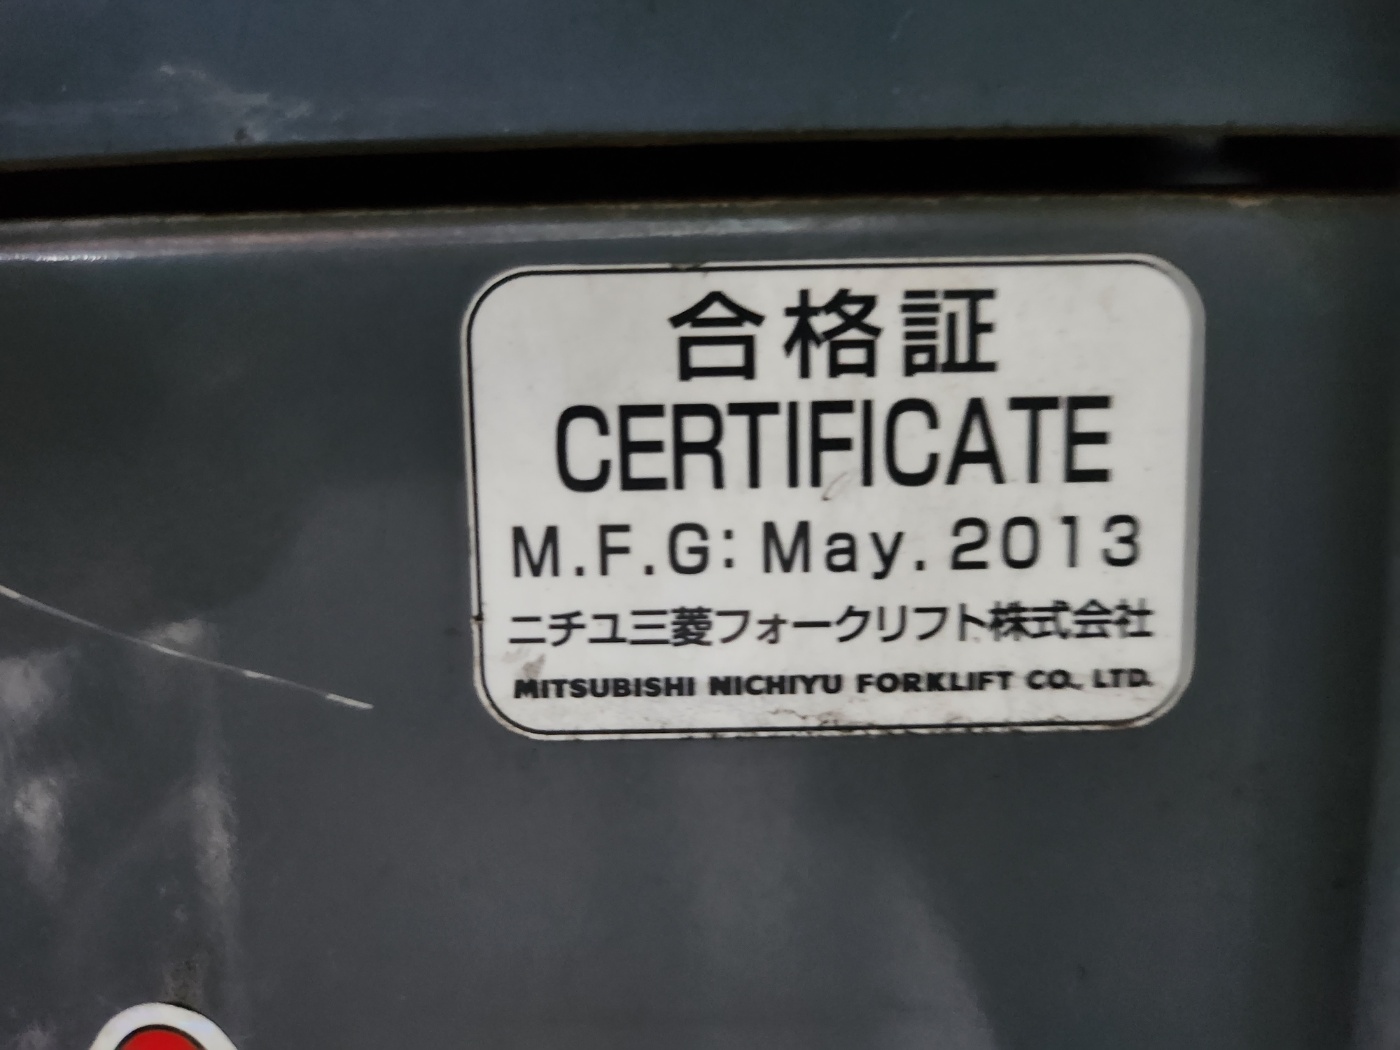 合格証
CERTIFICATE
M.F.G: May. 2013
ニチユ三菱フォークリフト株式会社
MITSUBISHI NICHIYU FORKLIFT CO., LTD.